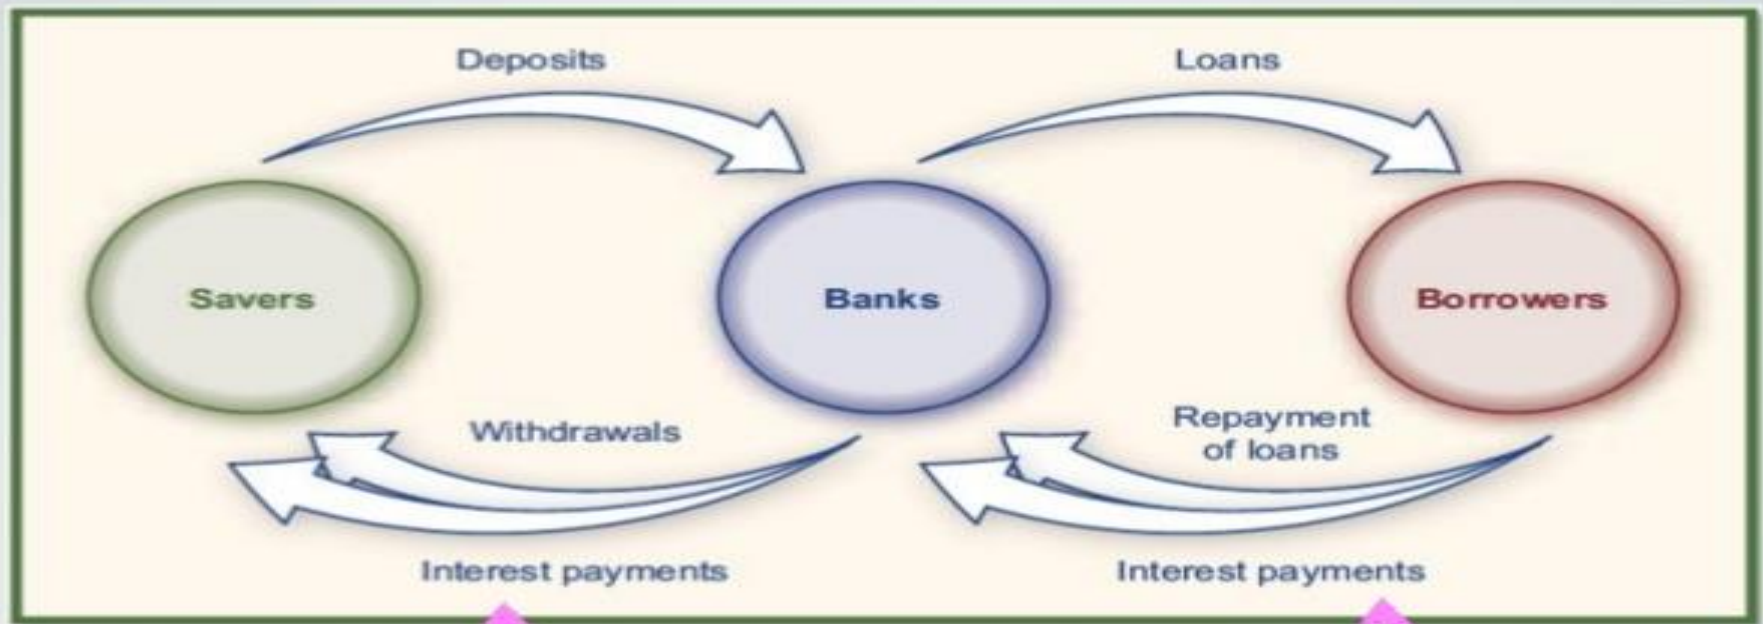 Deposits
Loans
Savers
Banks
Borrowers
Withdrawals
Repayment
of loans
Interest payments
Interest payments